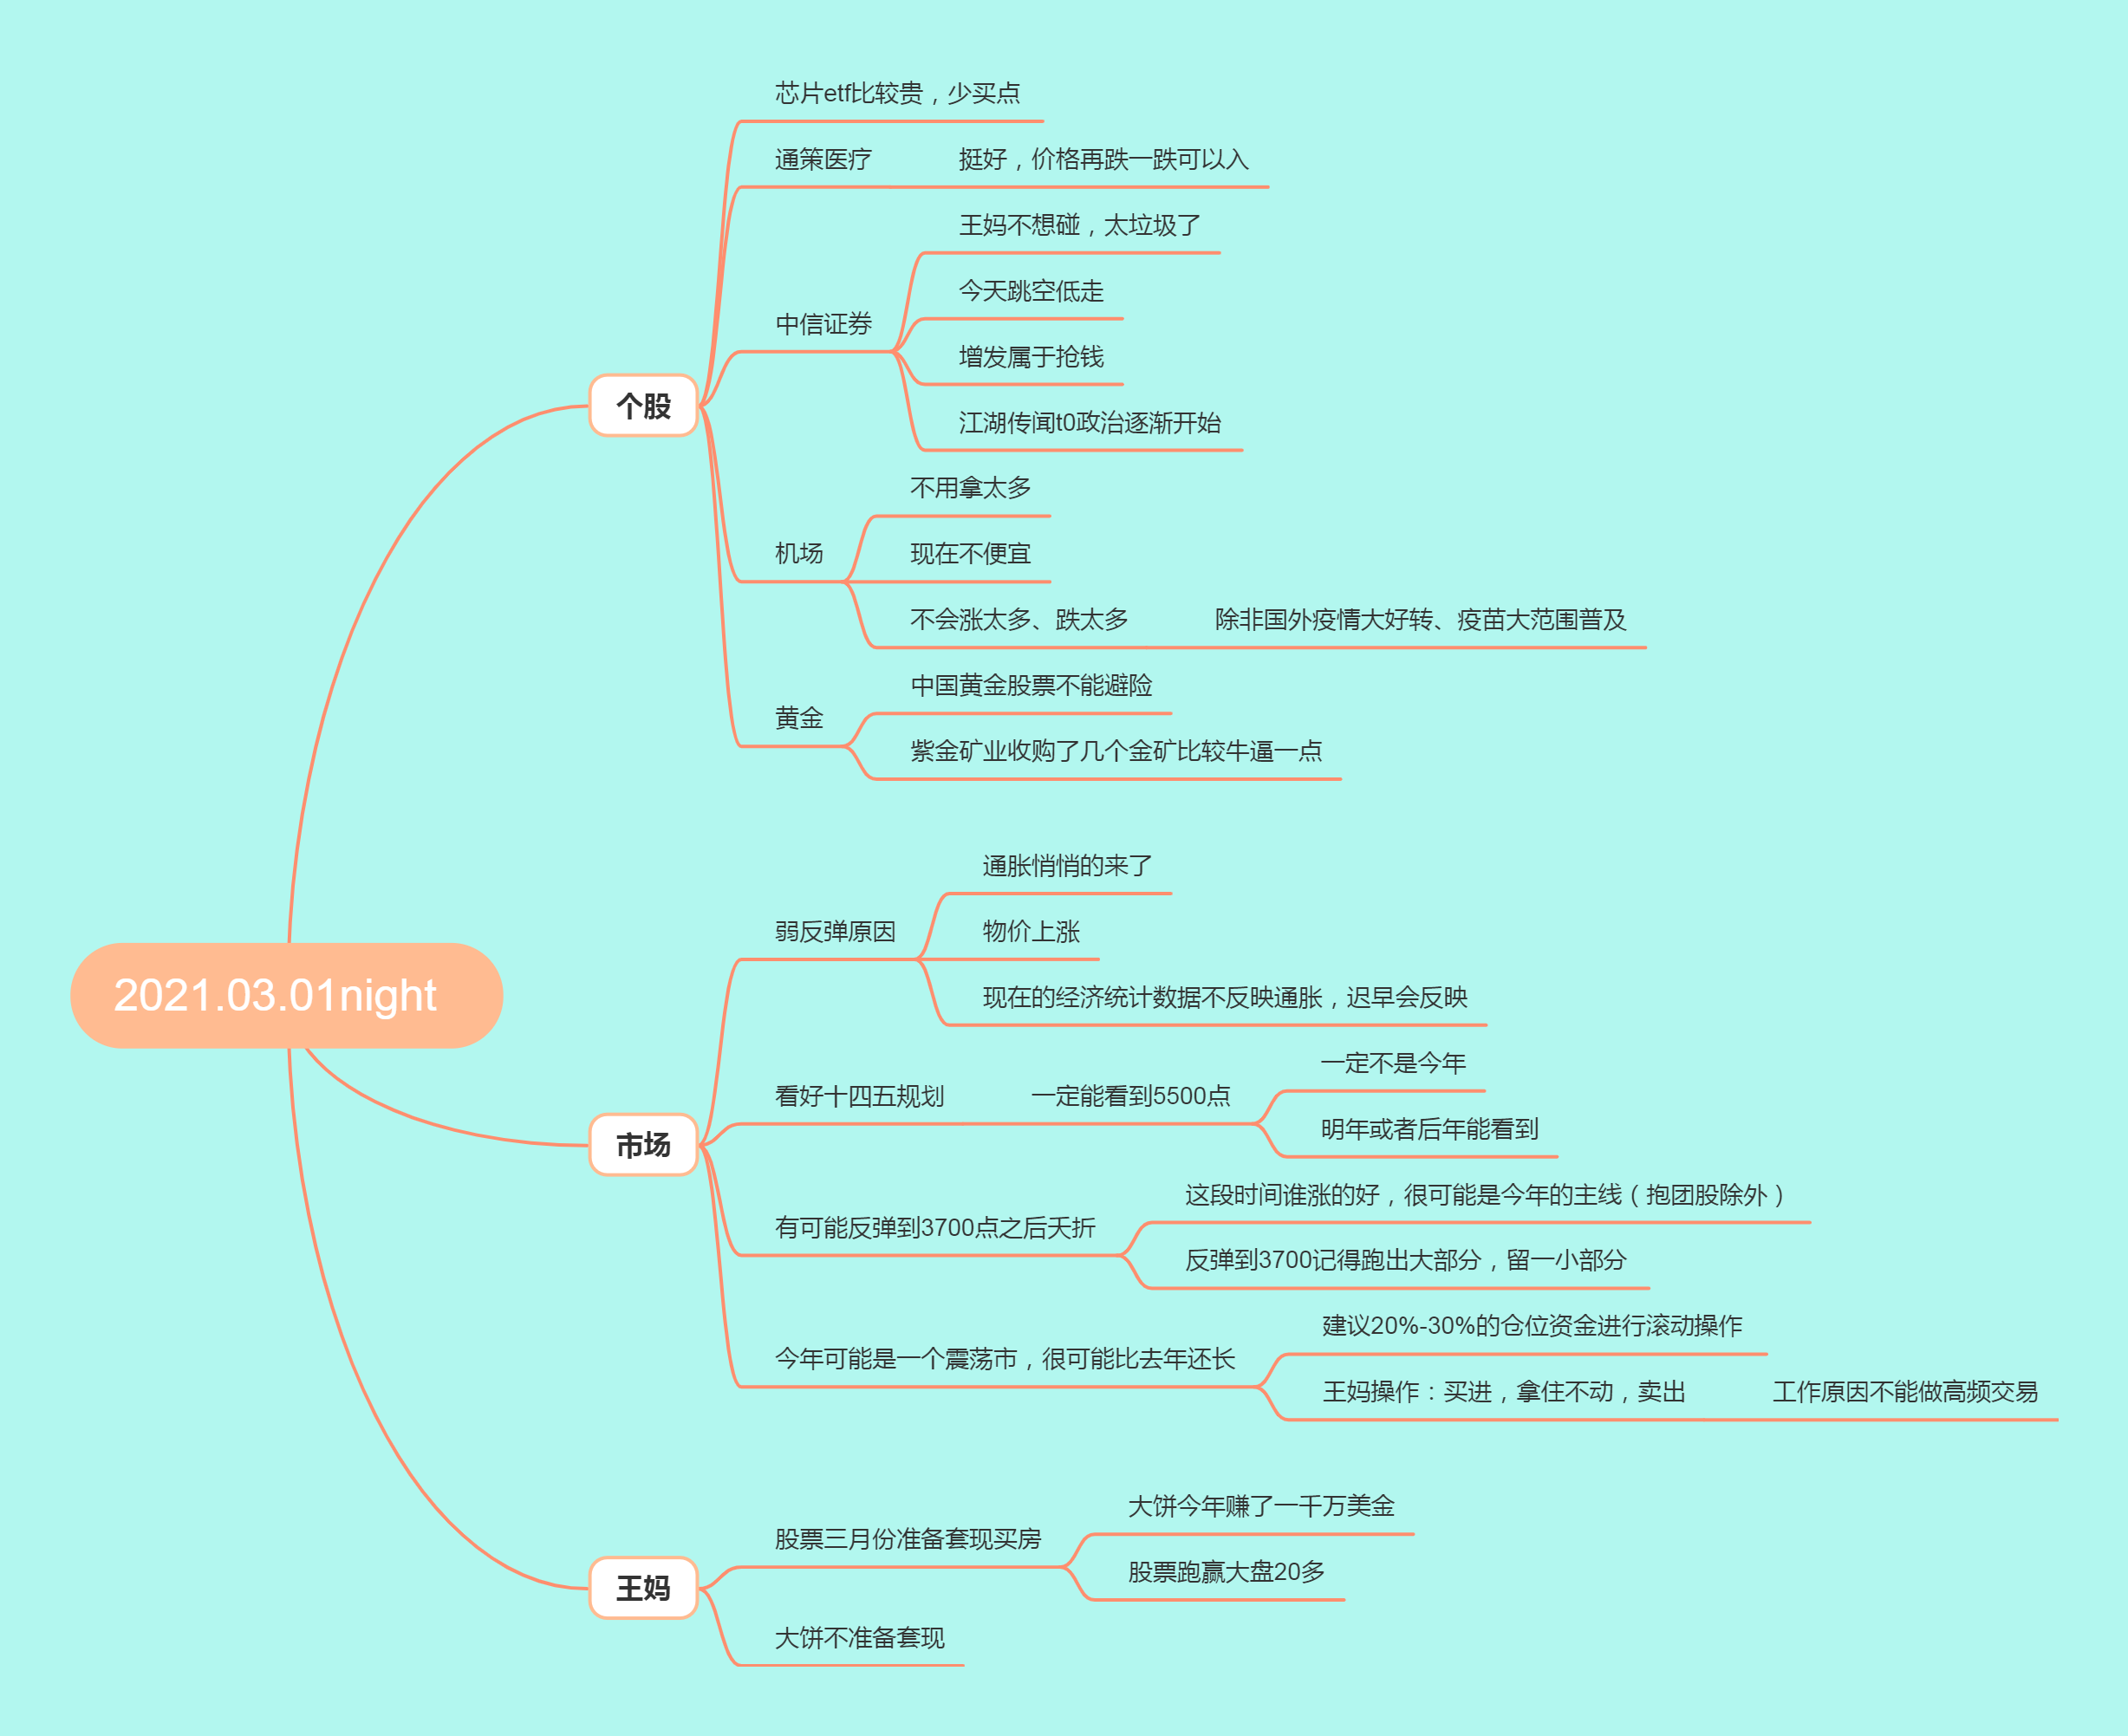 2021.03.01night
个股
芯片etf比较贵，少买点
通策医疗
挺好，价格再跌一跌可以入
中信证券
王妈不想碰，太垃圾了
今天跳空低走
增发属于抢钱
江湖传闻t0政治逐渐开始
机场
不用拿太多
现在不便宜
不会涨太多、跌太多
除非国外疫情大好转、疫苗大范围普及
黄金
中国黄金股票不能避险
紫金矿业收购了几个金矿比较牛逼一点
市场
弱反弹原因
通胀悄悄的来了
物价上涨
现在的经济统计数据不反映通胀，迟早会反映
看好十四五规划
一定能看到5500点
一定不是今年
明年或者后年能看到
有可能反弹到3700点之后夭折
这段时间谁涨的好，很可能是今年的主线（抱团股除外）
反弹到3700记得跑出大部分，留一小部分
今年可能是一个震荡市，很可能比去年还长
建议20%-30%的仓位资金进行滚动操作
王妈操作：买进，拿住不动，卖出
工作原因不能做高频交易
王妈
股票三月份准备套现买房
大饼今年赚了一千万美金
股票跑赢大盘20多
大饼不准备套现